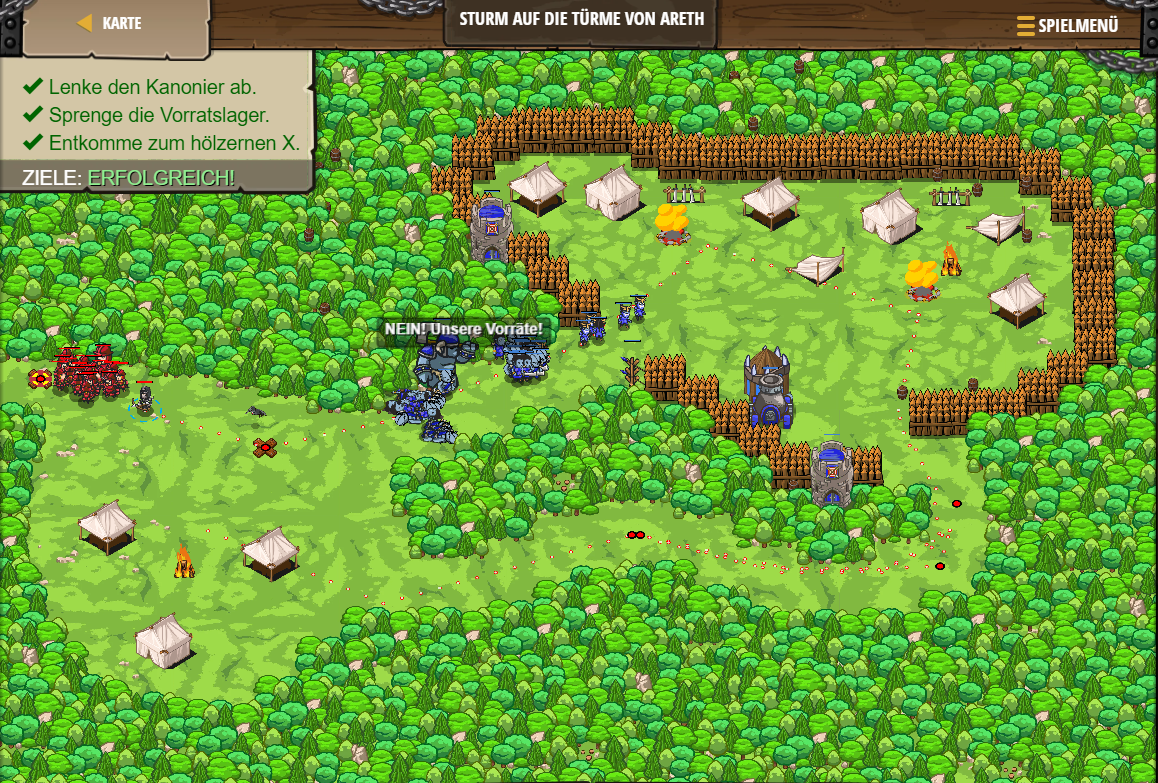 KARTE
STURM AUF DIE TÜRME VON ARETH
SPIELMENÜ
Lenke den Kanonier ab.
Sprenge die Vorratslager.
Entkomme zum hölzernen X.
ZIELE: ERFOLGREICH!
NEIN! Unsere Vorräte!